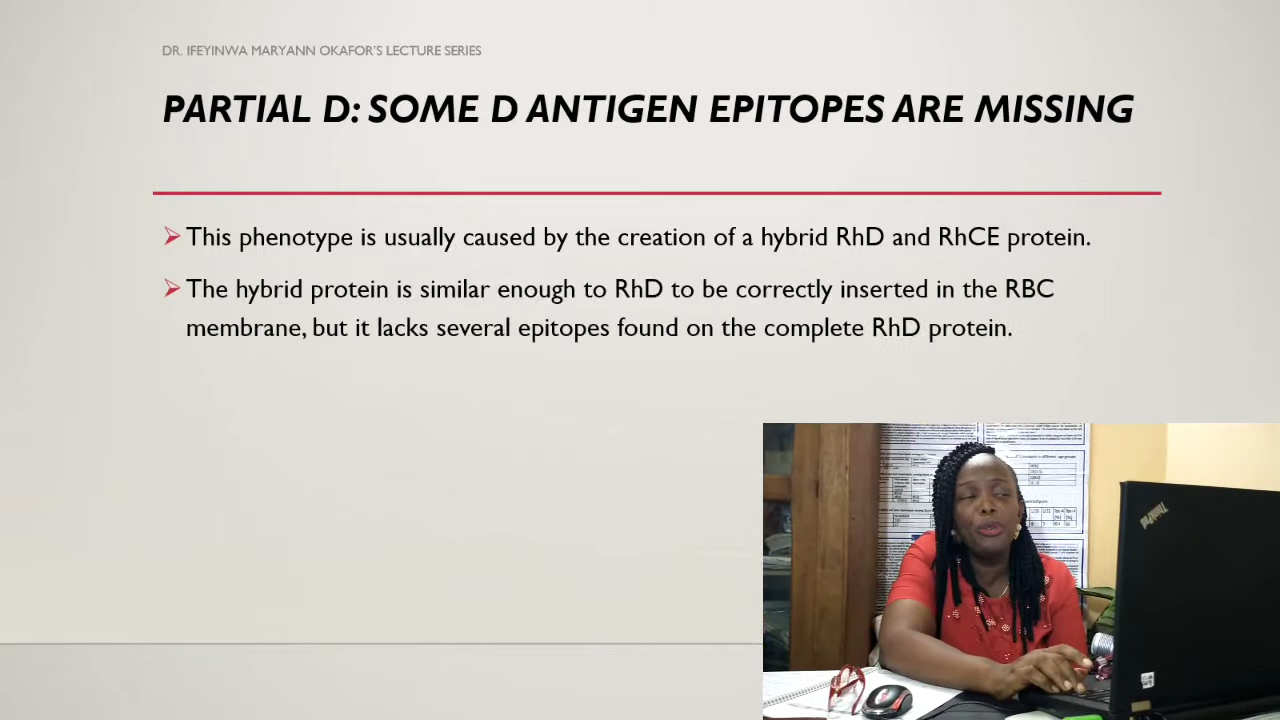 DR. IFEYINWA MARYANN OKAFOR'S LECTURE SERIES
PARTIAL D: SOME D ANTIGEN EPITOPES ARE MISSING
This phenotype is usually caused by the creation of a hybrid RhD and RhCE protein.
The hybrid protein is similar enough to RhD to be correctly inserted in the RBC
membrane, but it lacks several epitopes found on the complete RhD protein.
ThinkPad